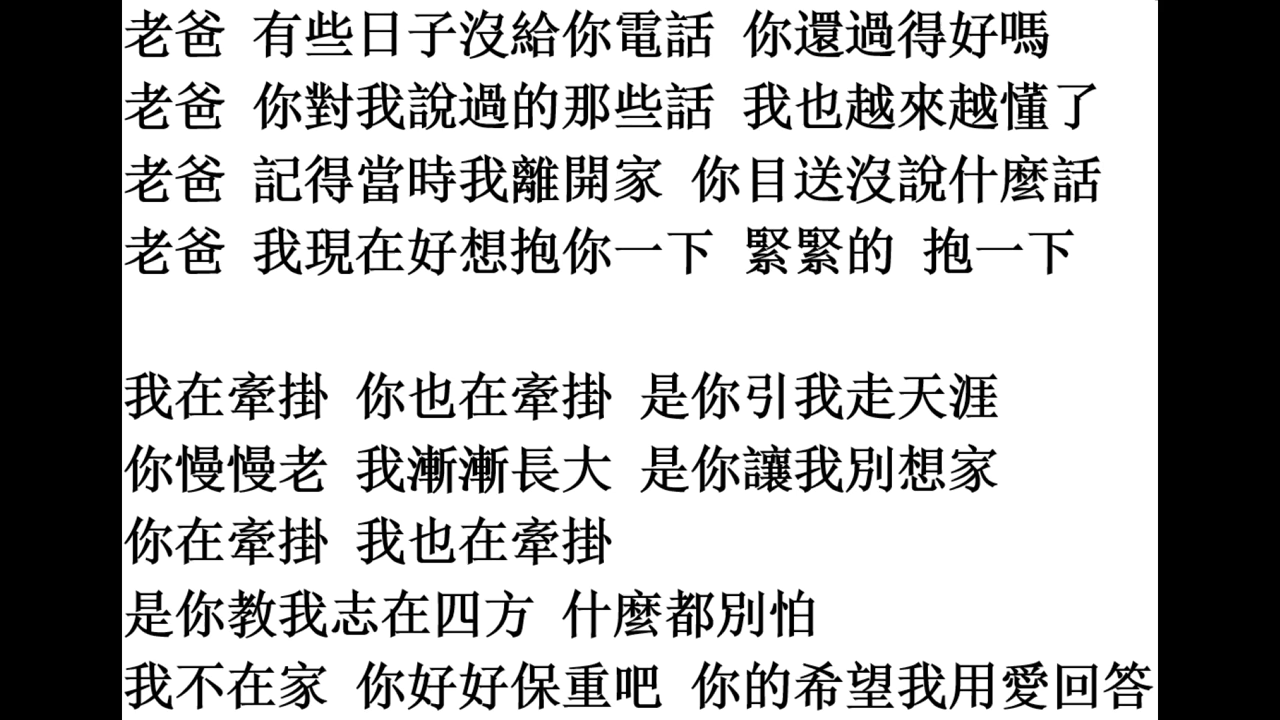 老爸 有些日子沒給你電話 你還過得好嗎
老爸 你對我說過的那些話 我也越來越懂了
老爸 記得當時我離開家 你目送沒說什麼話
老爸 我現在好想抱你一下 緊緊的 抱一下
我在牽掛 你也在牽掛 是你引我走天涯
你慢慢老 我漸漸長大 是你讓我別想家
你在牽掛 我也在牽掛
是你教我志在四方 什麼都別怕
我不在家 你好好保重吧 你的希望我用愛回答